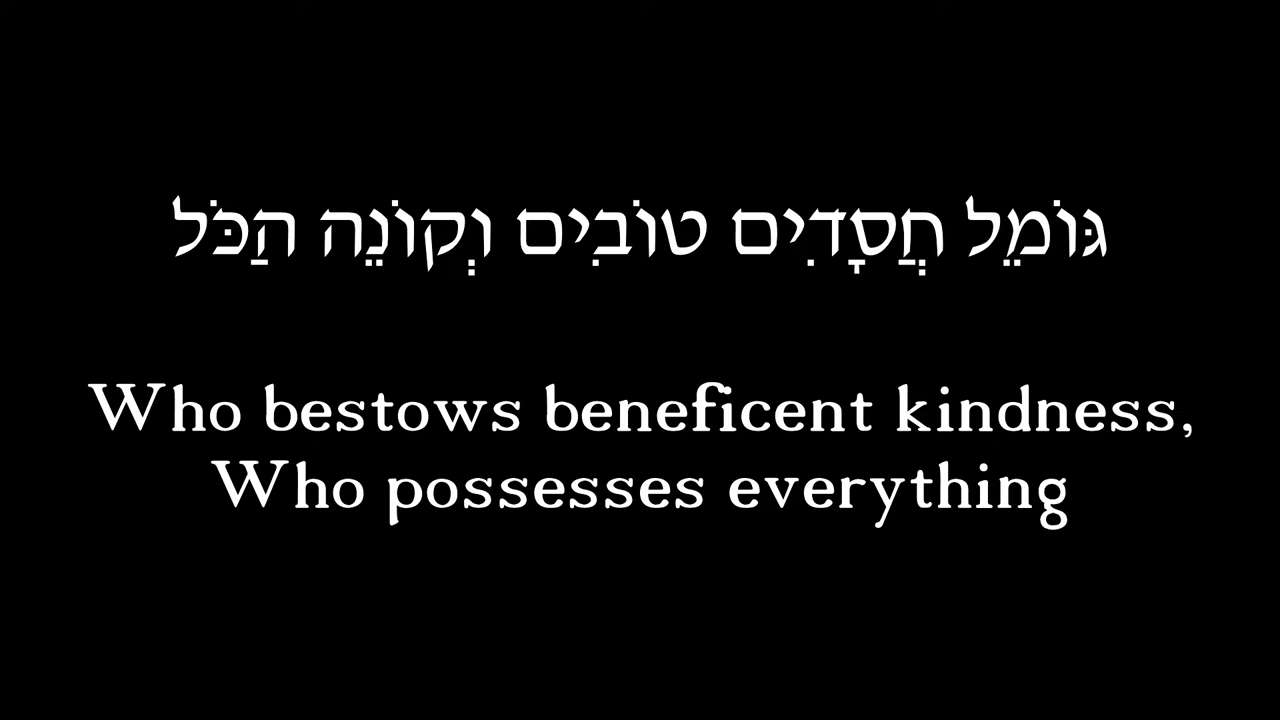 גּוֹמֵל חֲסָדִים טוֹבִים וְקוֹנֵה הַכֹּל
Who bestows beneficent kindness,
Who possesses everything